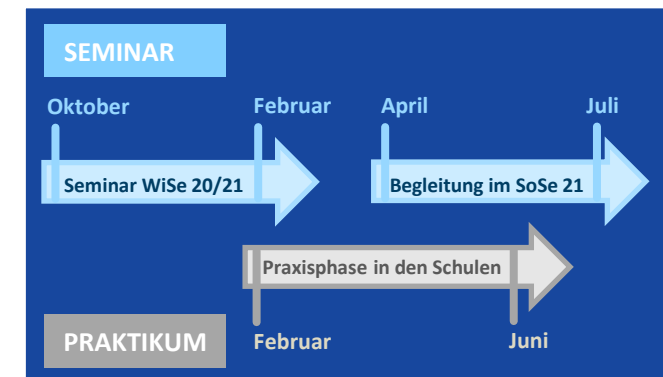 SEMINAR
Oktober
Februar
April
Juli
Seminar WiSe 20/21
Begleitung im SoSe 21
Praxisphase in den Schulen
PRAKTIKUM
Februar
Juni